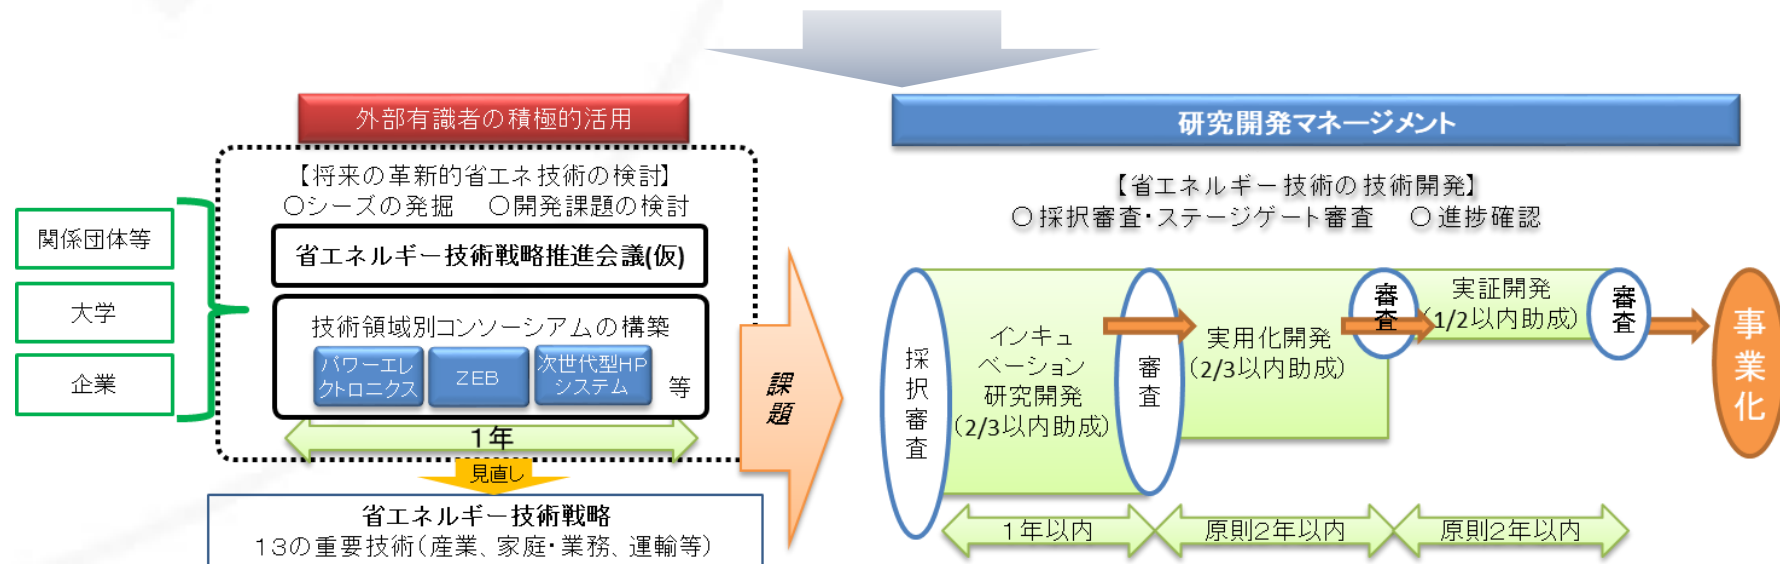 外部有識者の積極的活用
【将来の革新的省エネ技術の検討】
○シーズの発掘 ○開発課題の検討
関係団体等
大学
企業
省エネルギー技術戦略推進会議(仮)
技術領域別コンソーシアムの構築
パワーエレ
クトロニクス
ZEB
次世代型HP
システム
等
1年
見直し
省エネルギー技術戦略
13の重要技術(産業、家庭・業務、運輸等)
課題
研究開発マネージメント
【省エネルギー技術の技術開発】
○採択審査・ステージゲート審査 ○進捗確認
採択審査
インキュ
ベーション
研究開発
(2/3以内助成)
審査
実用化開発
(2/3以内助成)
審査
実証開発
(1/2以内助成)
審査
事業化
1年以内
原則2年以内
原則2年以内